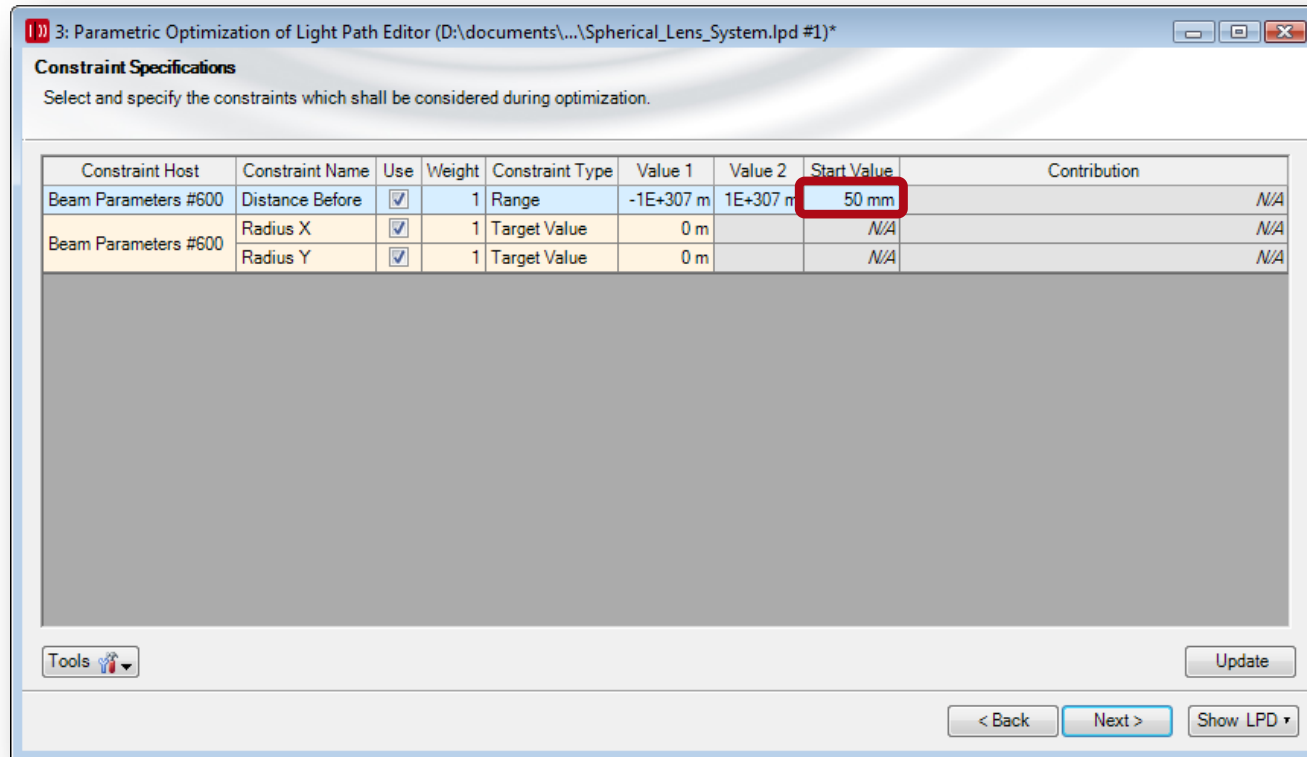 3: Parametric Optimization of Light Path Editor (D:\documents\...\Spherical_Lens_System.lpd #1)*
Constraint Specifications
Select and specify the constraints which shall be considered during optimization.
Constraint Host Constraint Name Use Weight Constraint Type Value 1 Value 2 Start Value Contribution
Beam Parameters #600 Distance Before 1 Range -1E+307 m 1E+307 m 50 mm N/A
Beam Parameters #600 Radius X 1 Target Value 0 m N/A N/A
Radius Y 1 Target Value 0 m N/A N/A
Tools Update
< Back Next > Show LPD